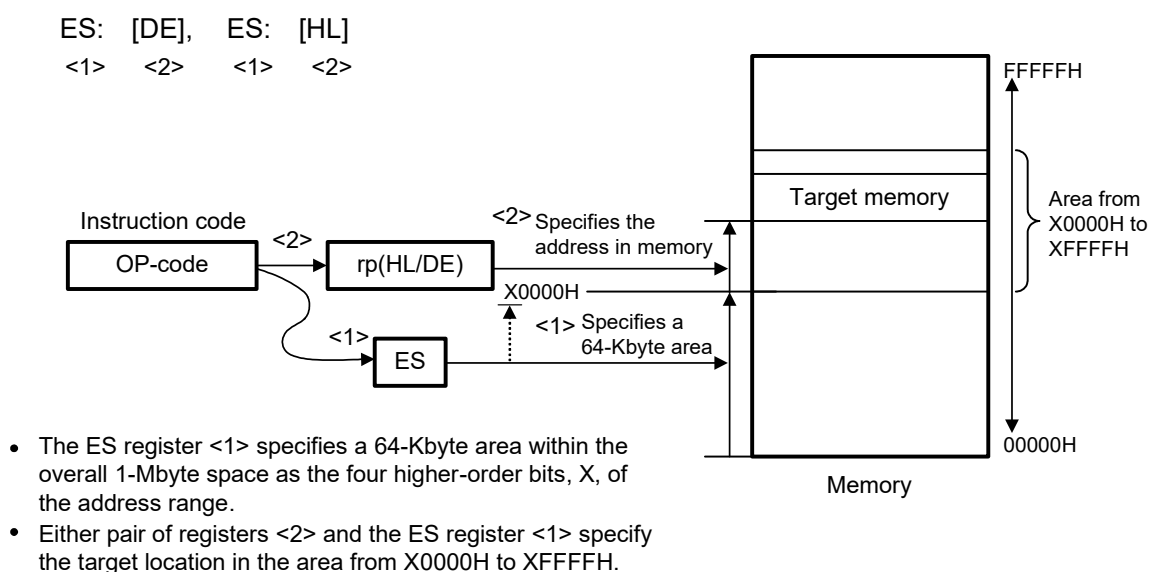 ES: [DE], ES: [HL]
<1> <2> <1> <2>
FFFFFH
Target memory
Area from
X0000H to
XFFFFH
Instruction code
OP-code
<2>
rp(HL/DE)
<2> Specifies the
address in memory
X0000H
<1>
ES
<1> Specifies a
64-Kbyte area
00000H
Memory
• The ES register <1> specifies a 64-Kbyte area within the
overall 1-Mbyte space as the four higher-order bits, X, of
the address range.
• Either pair of registers <2> and the ES register <1> specify
the target location in the area from X0000H to XFFFFH.